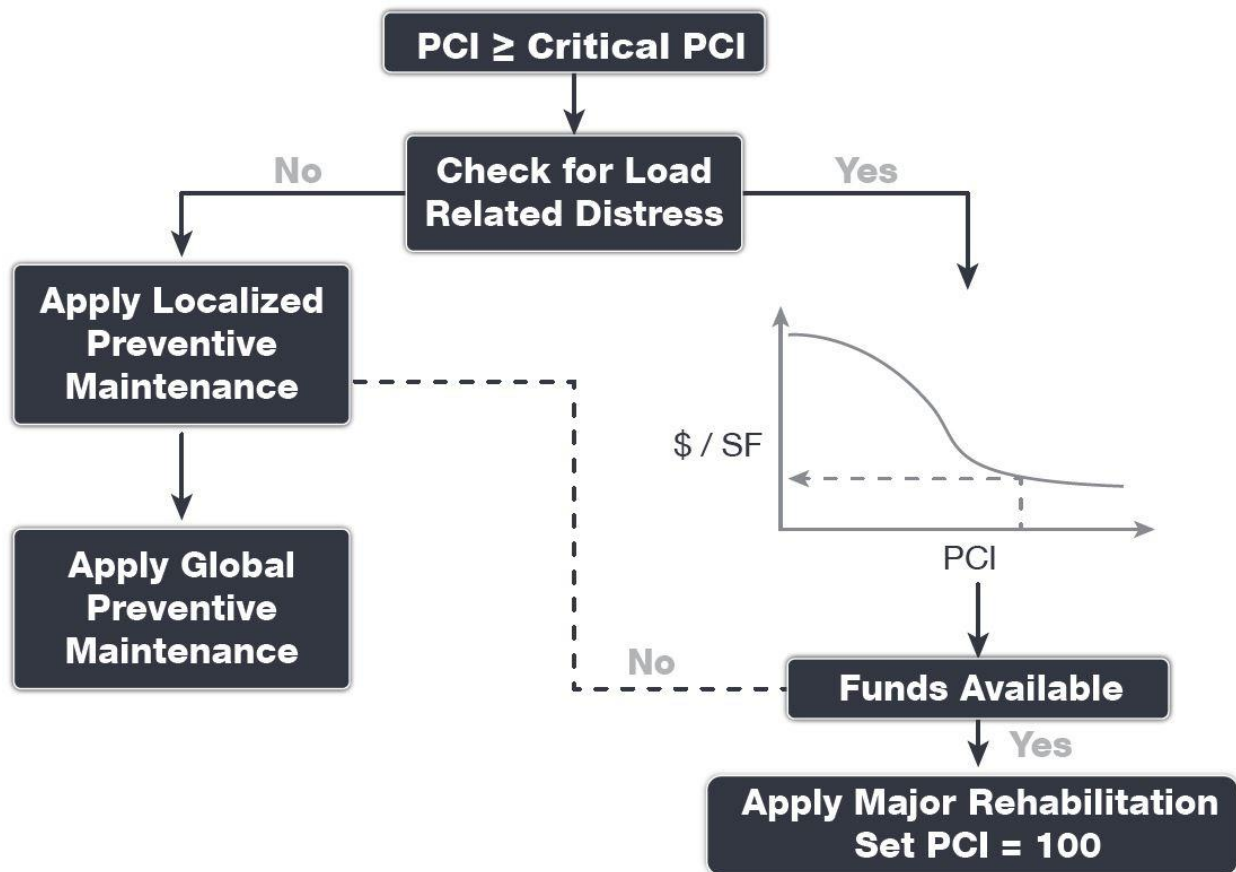 PCI ≥ Critical PCI
No
Check for Load
Related Distress
Yes
Apply Localized
Preventive
Maintenance
$ / SF
PCI
Apply Global
Preventive
Maintenance
No
Funds Available
Yes
Apply Major Rehabilitation
Set PCI = 100